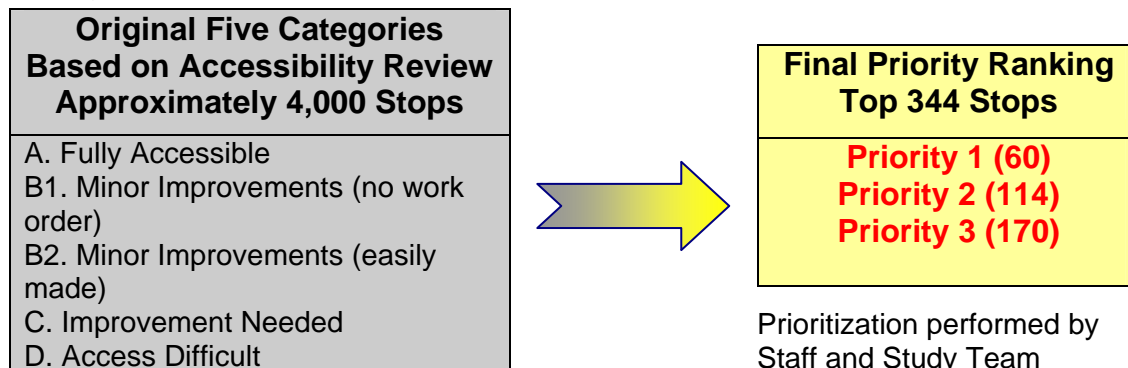 Original Five Categories
Based on Accessibility Review
Approximately 4,000 Stops
A. Fully Accessible
B1. Minor Improvements (no work
order)
B2. Minor Improvements (easily
made)
C. Improvement Needed
D. Access Difficult
Final Priority Ranking
Top 344 Stops
Priority 1 (60)
Priority 2 (114)
Priority 3 (170)
Prioritization performed by
Staff and Study Team